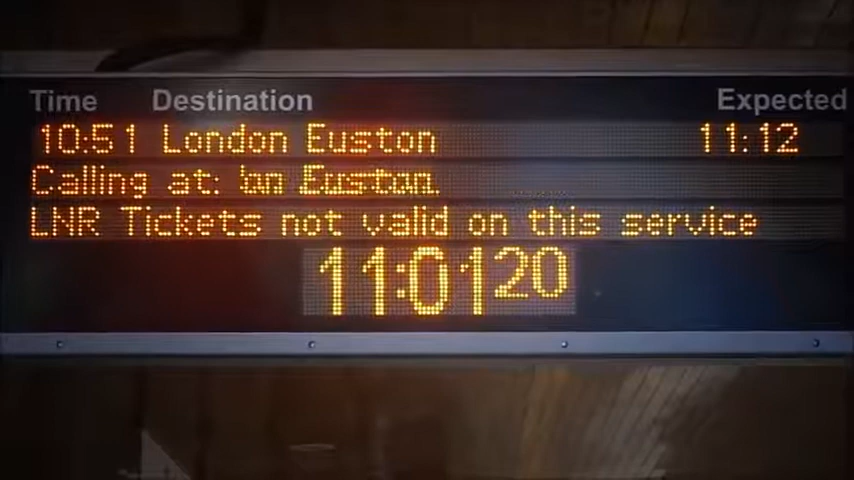 Time Destination Expected
10:51 London Euston 11:12
Calling at: Euston.
LNR Tickets not valid on this service
11:01 20